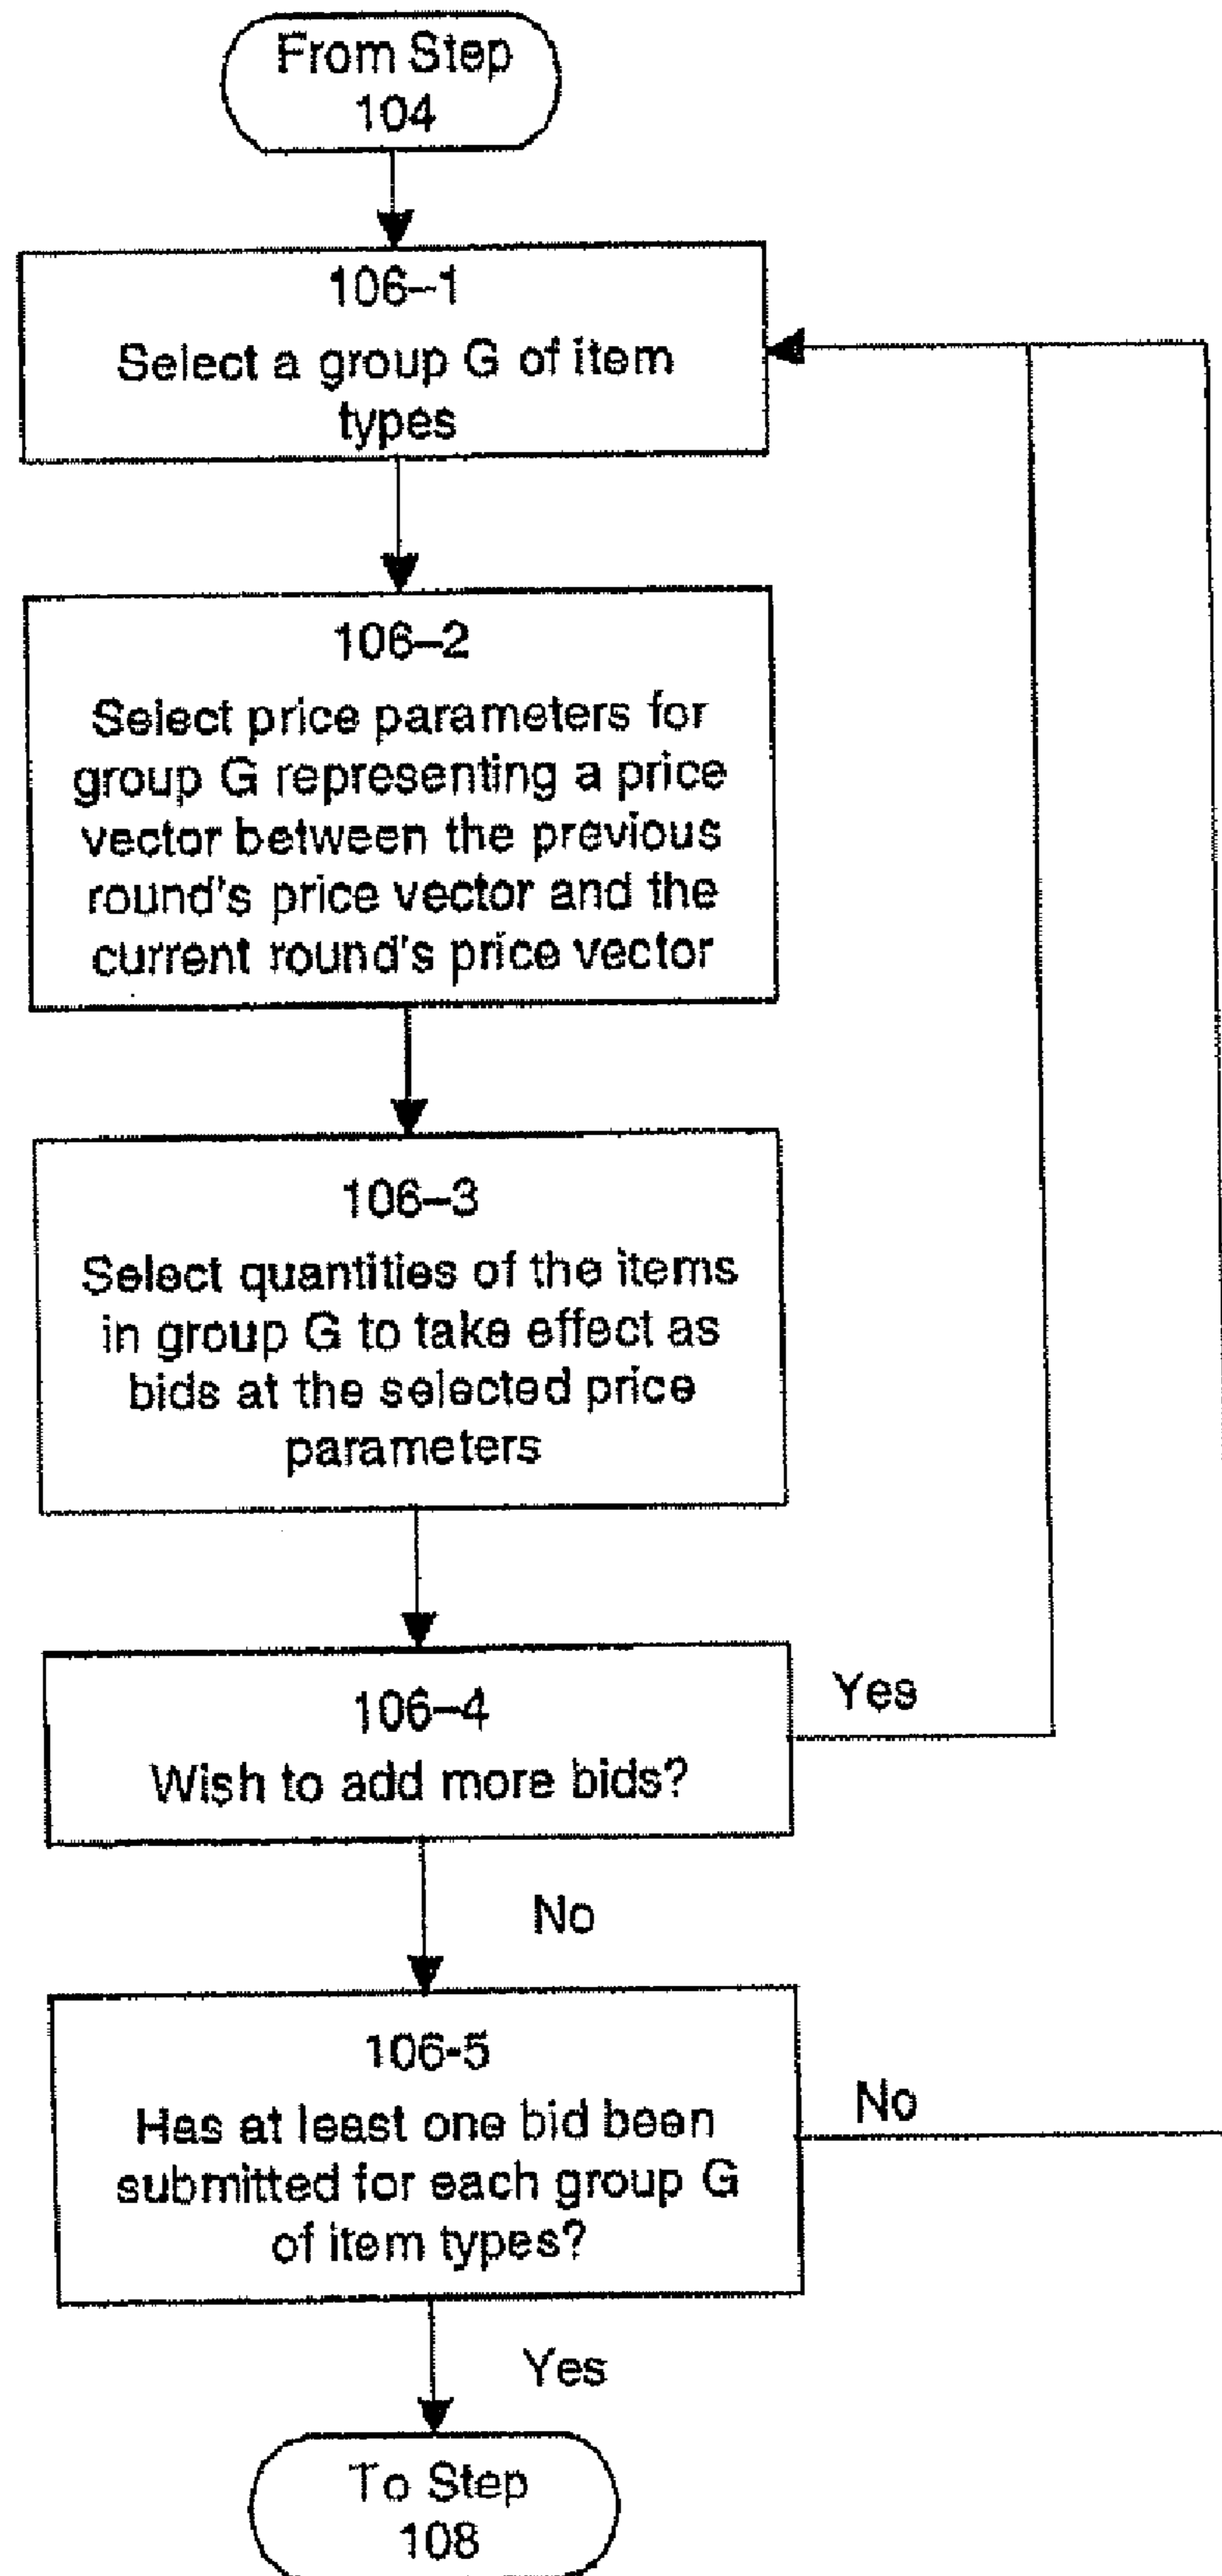 From Step
104
106–1
Select a group G of item
types
106–2
Select price parameters for
group G representing a price
vector between the previous
round's price vector and the
current round's price vector
106–3
Select quantities of the items
in group G to take effect as
bids at the selected price
parameters
106–4
Yes
Wish to add more bids?
No
106-5
No
Has at least one bid been
submitted for each group G
of item types?
Yes
To Step
108